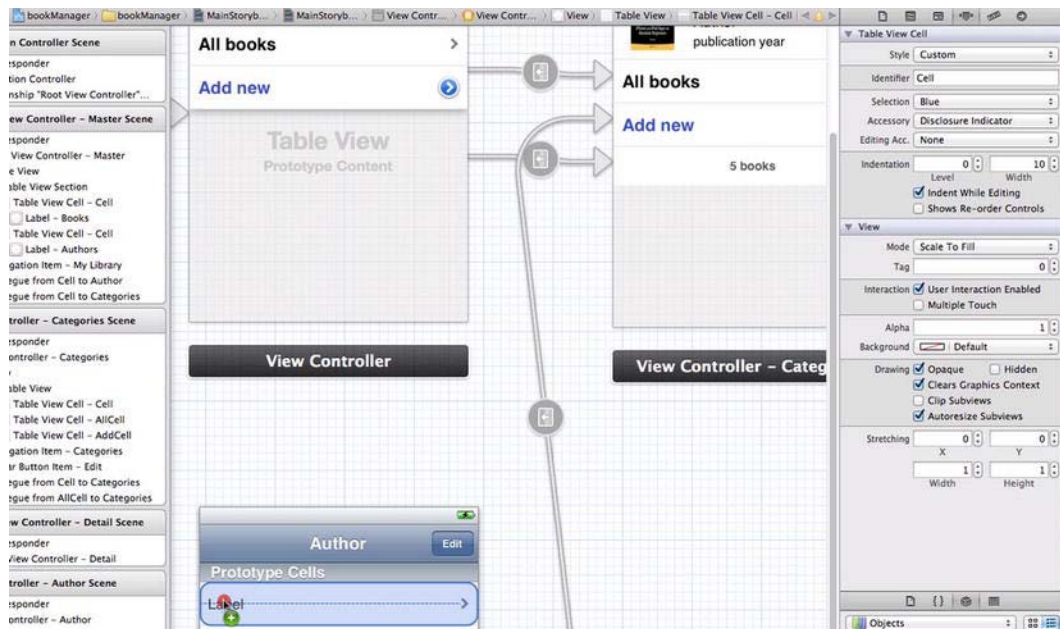 bookManager
bookManager
MainStoryb...
MainStoryb...
View Contr...
View Contr...
View
Table View
Table View Cell - Cell
n Controller Scene
esponder
tion Controller
nship "Root View Controller"...
ew Controller - Master Scene
esponder
View Controller - Master
e View
able View Section
Table View Cell - Cell
Label - Books
Table View Cell - Cell
Label - Authors
gation Item - My Library
egue from Cell to Author
egue from Cell to Categories
troller - Categories Scene
esponder
ontroller - Categories
able View
Table View Cell - Cell
Table View Cell - AllCell
Table View Cell - AddCell
gation Item - Categories
ar Button Item - Edit
egue from Cell to Categories
egue from AllCell to Categories
w Controller - Detail Scene
esponder
View Controller - Detail
troller - Author Scene
esponder
ontroller - Author
All books
Add new
Table View
Prototype Content
View Controller
Author
Edit
Prototype Cells
Label
publication year
All books
Add new
5 books
View Controller - Categ
Table View Cell
Style Custom
Identifier Cell
Selection Blue
Accessory Disclosure Indicator
Editing Acc. None
Indentation 0 10
Level Width
Indent While Editing
Shows Re-order Controls
View
Mode Scale To Fill
Tag 0
Interaction User Interaction Enabled
Multiple Touch
Alpha 1
Background Default
Drawing Opaque Hidden
Clears Graphics Context
Clip Subviews
Autoresize Subviews
Stretching 0 0
X Y
1 1
Width Height
{}
Objects